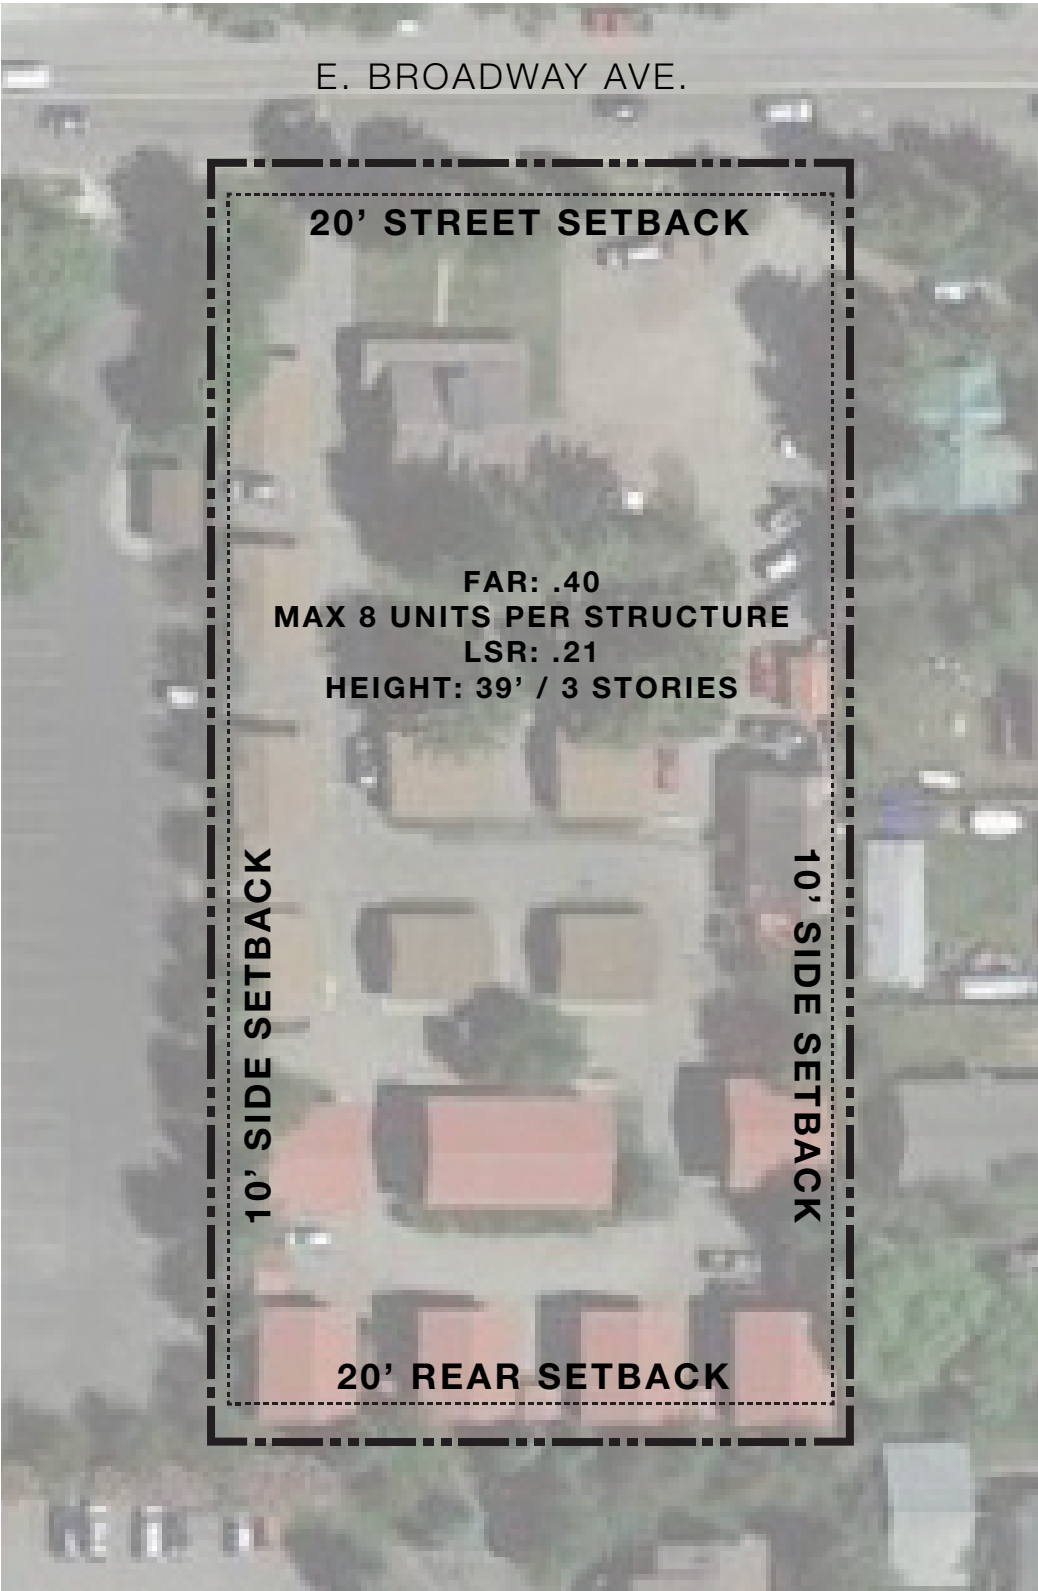 E. BROADWAY AVE.
20’ STREET SETBACK
FAR: .40
MAX 8 UNITS PER STRUCTURE
LSR: .21
HEIGHT: 39’ / 3 STORIES
10’ SIDE SETBACK
10’ SIDE SETBACK
20’ REAR SETBACK